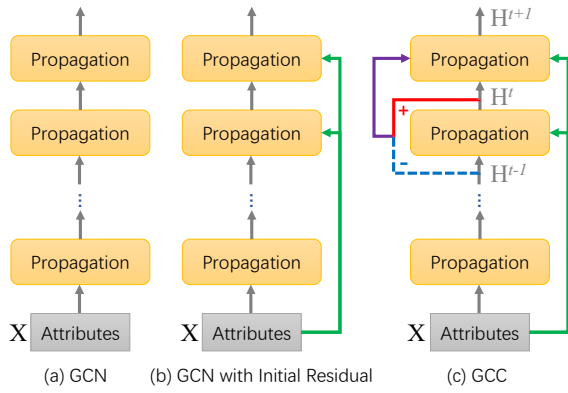 H^{t+1}
Propagation
Propagation
Propagation
H^t
+
Propagation
Propagation
Propagation
-
H^{t-1}
...
...
...
Propagation
Propagation
Propagation
X Attributes
X Attributes
X Attributes
(a) GCN
(b) GCN with Initial Residual
(c) GCC